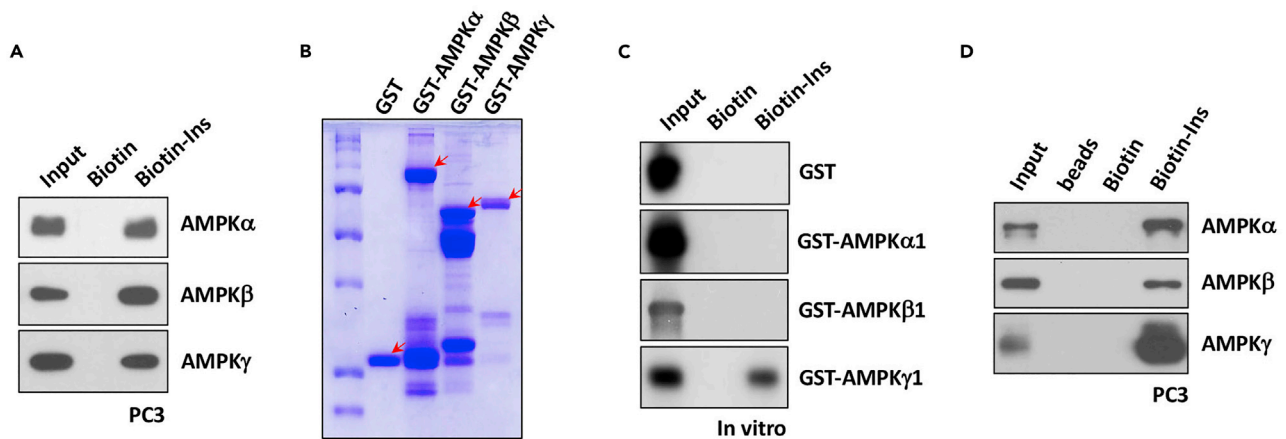 A
Input
Biotin
Biotin-Ins
AMPKα
AMPKβ
AMPKγ
PC3
B
GST
GST-AMPKα
GST-AMPKβ
GST-AMPKγ
C
Input
Biotin
Biotin-Ins
GST
GST-AMPKα1
GST-AMPKβ1
GST-AMPKγ1
In vitro
D
Input
beads
Biotin
Biotin-Ins
AMPKα
AMPKβ
AMPKγ
PC3